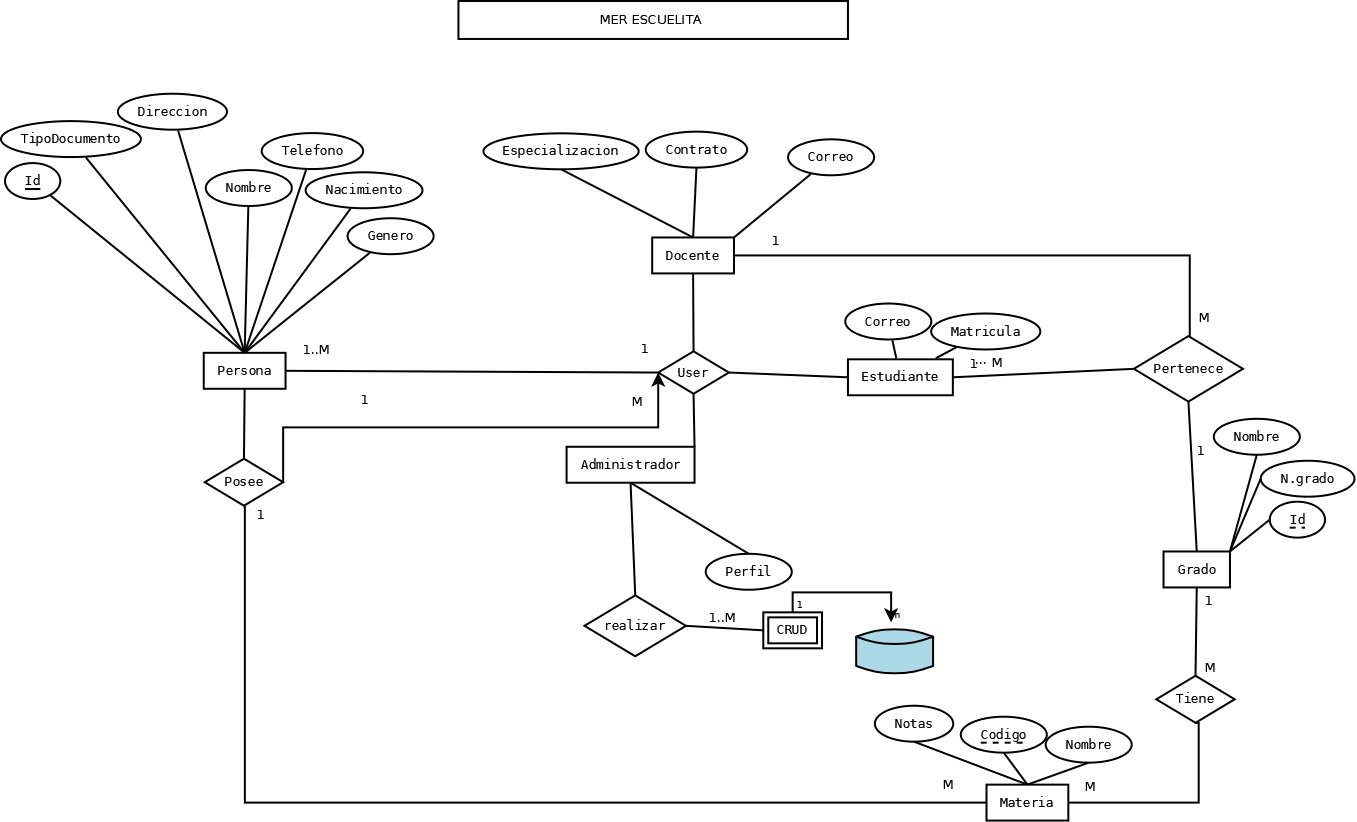 MER ESCUELITA
Direccion
TipoDocumento
Telefono
Id
Nombre
Nacimiento
Genero
Especializacion
Contrato
Correo
Docente
1
M
1..M
Persona
1
User
Correo
Matricula
1... M
Estudiante
Pertenece
1
M
Posee
1
Administrador
1
Nombre
N.grado
Id
Grado
1
Perfil
realizar
1..M
1
n
CRUD
M
Tiene
Notas
Codigo
Nombre
M
M
Materia